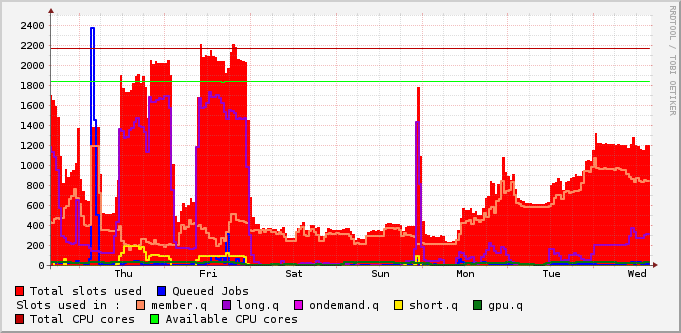 2400
2200
2000
1800
1600
1400
1200
1000
800
600
400
200
0
Thu Fri Sat Sun Mon Tue Wed
RRDTOOL / TOBI OETIKER
Total slots used Queued Jobs
Slots used in : member.q long.q ondemand.q short.q gpu.q
Total CPU cores Available CPU cores